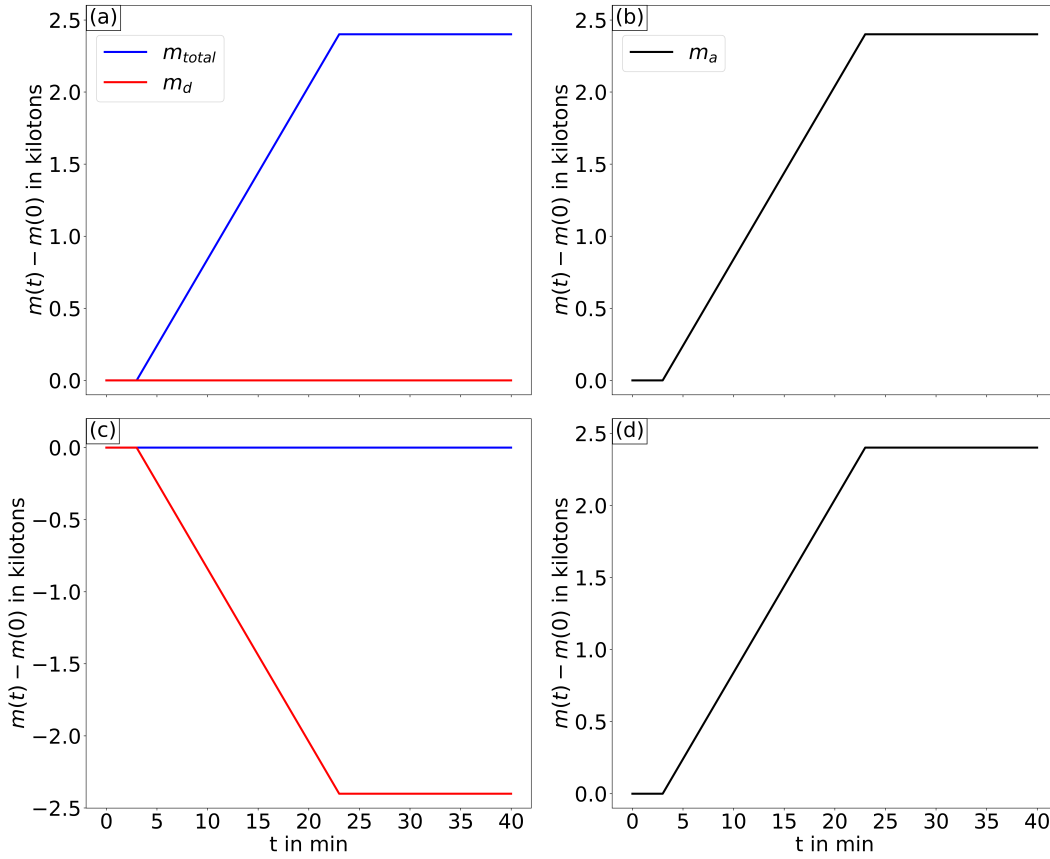 (a)
m_total
m_d
2.5
2.0
1.5
1.0
0.5
0.0
m(t) − m(0) in kilotons
(b)
m_a
2.5
2.0
1.5
1.0
0.5
0.0
m(t) − m(0) in kilotons
(c)
0.0
−0.5
−1.0
−1.5
−2.0
−2.5
m(t) − m(0) in kilotons
0 5 10 15 20 25 30 35 40
t in min
(d)
2.5
2.0
1.5
1.0
0.5
0.0
m(t) − m(0) in kilotons
0 5 10 15 20 25 30 35 40
t in min